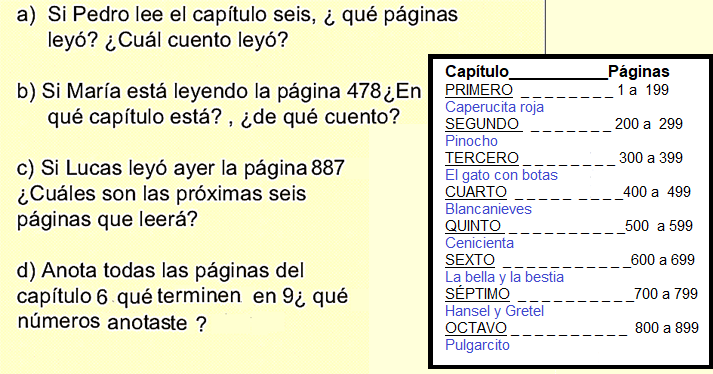 a) Si Pedro lee el capítulo seis, ¿ qué páginas
leyó? ¿Cuál cuento leyó?
b) Si María está leyendo la página 478¿En
qué capítulo está? , ¿de qué cuento?
c) Si Lucas leyó ayer la página 887
¿Cuáles son las próximas seis
páginas que leerá?
d) Anota todas las páginas del
capítulo 6 qué terminen en 9¿ qué
números anotaste ?
Capítulo___________Páginas
PRIMERO _ _ _ _ _ _ _ _ _ 1 a 199
Caperucita roja
SEGUNDO _ _ _ _ _ _ _ _ 200 a 299
Pinocho
TERCERO _ _ _ _ _ _ _ _ _ 300 a 399
El gato con botas
CUARTO _ _ _ _ _ _ _ _ _ _400 a 499
Blancanieves
QUINTO _ _ _ _ _ _ _ _ _ _ _500 a 599
Cenicienta
SEXTO _ _ _ _ _ _ _ _ _ _ _ _600 a 699
La bella y la bestia
SÉPTIMO _ _ _ _ _ _ _ _ _ _ _700 a 799
Hansel y Gretel
OCTAVO _ _ _ _ _ _ _ _ _ _ _ 800 a 899
Pulgarcito